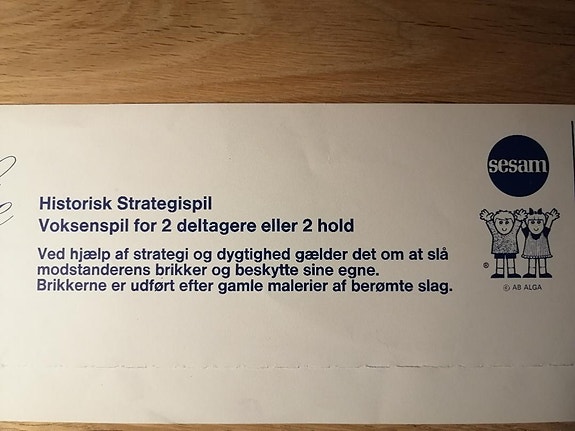 sesam
Historisk Strategispil
Voksenspil for 2 deltagere eller 2 hold
Ved hjælp af strategi og dygtighed gælder det om at slå
modstanderens brikker og beskytte sine egne.
Brikkerne er udført efter gamle malerier af berømte slag.
®
© AB ALGA